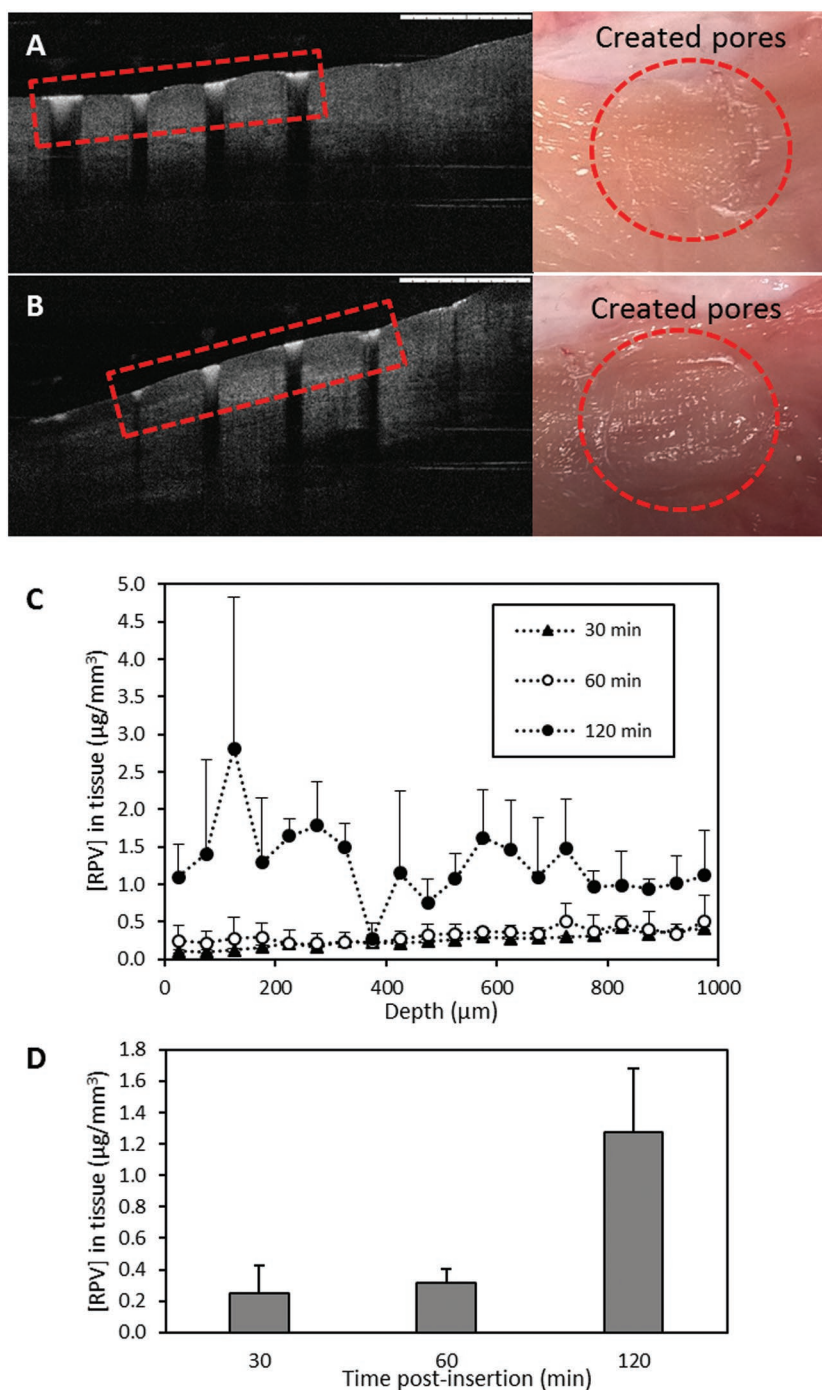 A
Created pores
B
Created pores
C
[RPV] in tissue (µg/mm³)
5.0
4.5
4.0
3.5
3.0
2.5
2.0
1.5
1.0
0.5
0.0
30 min
60 min
120 min
0
200
400
600
800
1000
Depth (µm)
D
[RPV] in tissue (µg/mm³)
1.8
1.6
1.4
1.2
1.0
0.8
0.6
0.4
0.2
0.0
30
60
120
Time post-insertion (min)